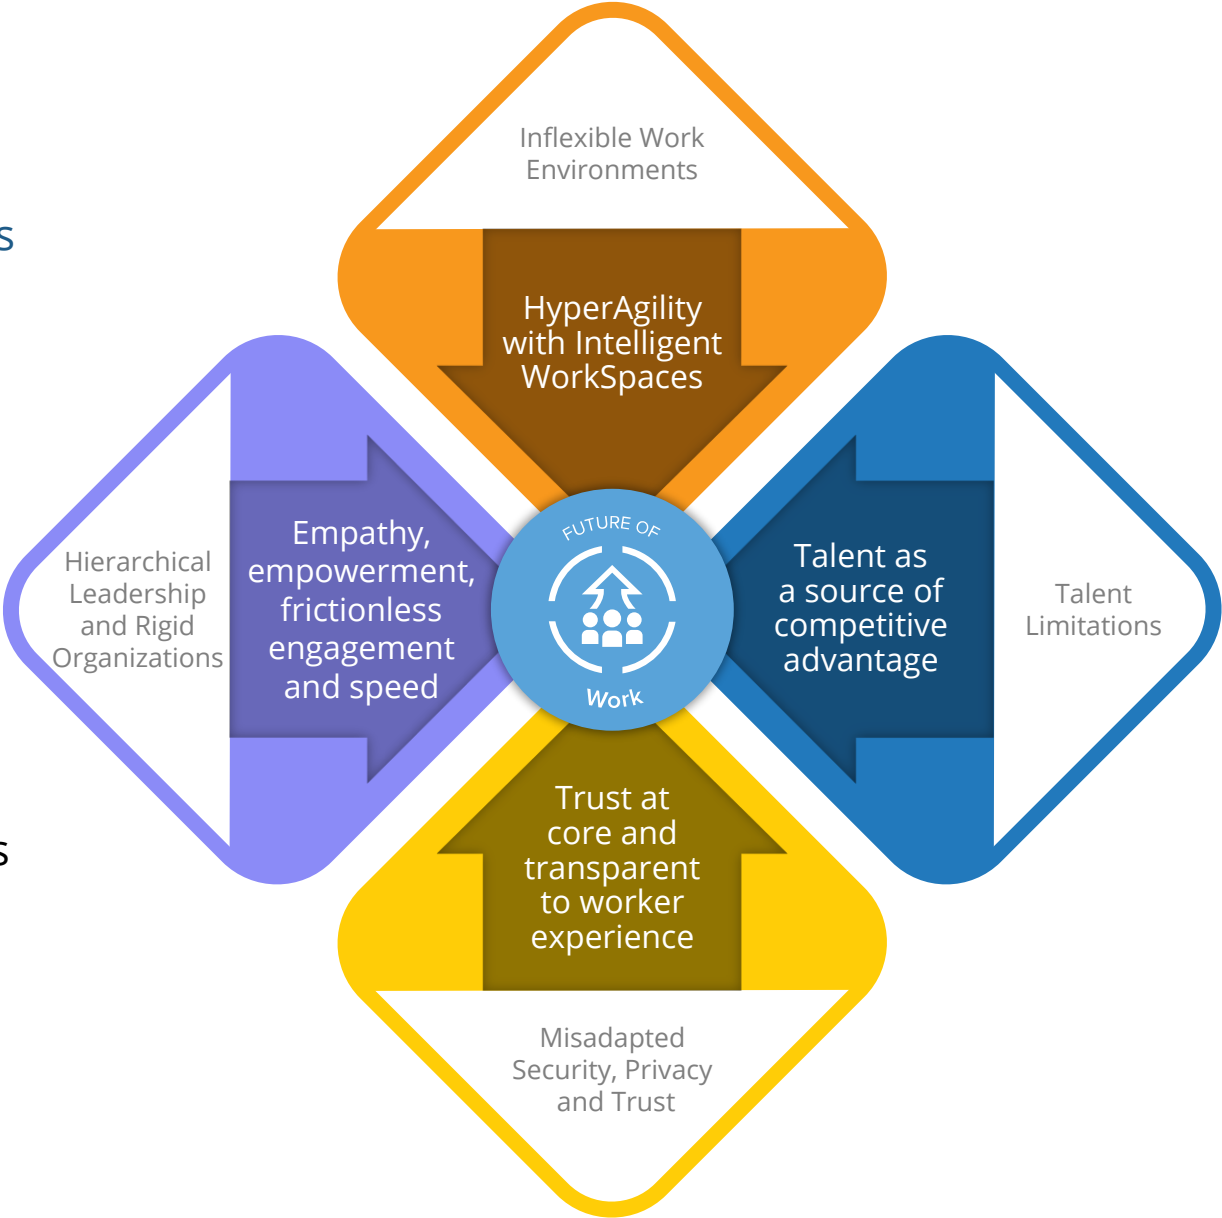 Inflexible Work
Environments
s
HyperAgility
with Intelligent
WorkSpaces
Hierarchical
Leadership
and Rigid
Organizations
Empathy,
empowerment,
frictionless
engagement
and speed
FUTURE OF
Work
Talent as
a source of
competitive
advantage
Talent
Limitations
s
Trust at
core and
transparent
to worker
experience
Misadapted
Security, Privacy
and Trust